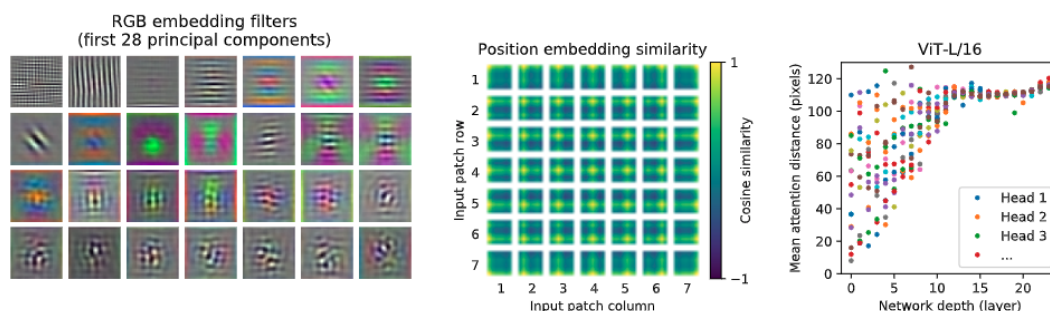 RGB embedding filters
(first 28 principal components)
Position embedding similarity
1
2
3
4
5
6
7
Input patch row
1 2 3 4 5 6 7
Input patch column
1
−1
Cosine similarity
ViT-L/16
120
100
80
60
40
20
0
Mean attention distance (pixels)
Head 1
Head 2
Head 3
...
0 5 10 15 20
Network depth (layer)